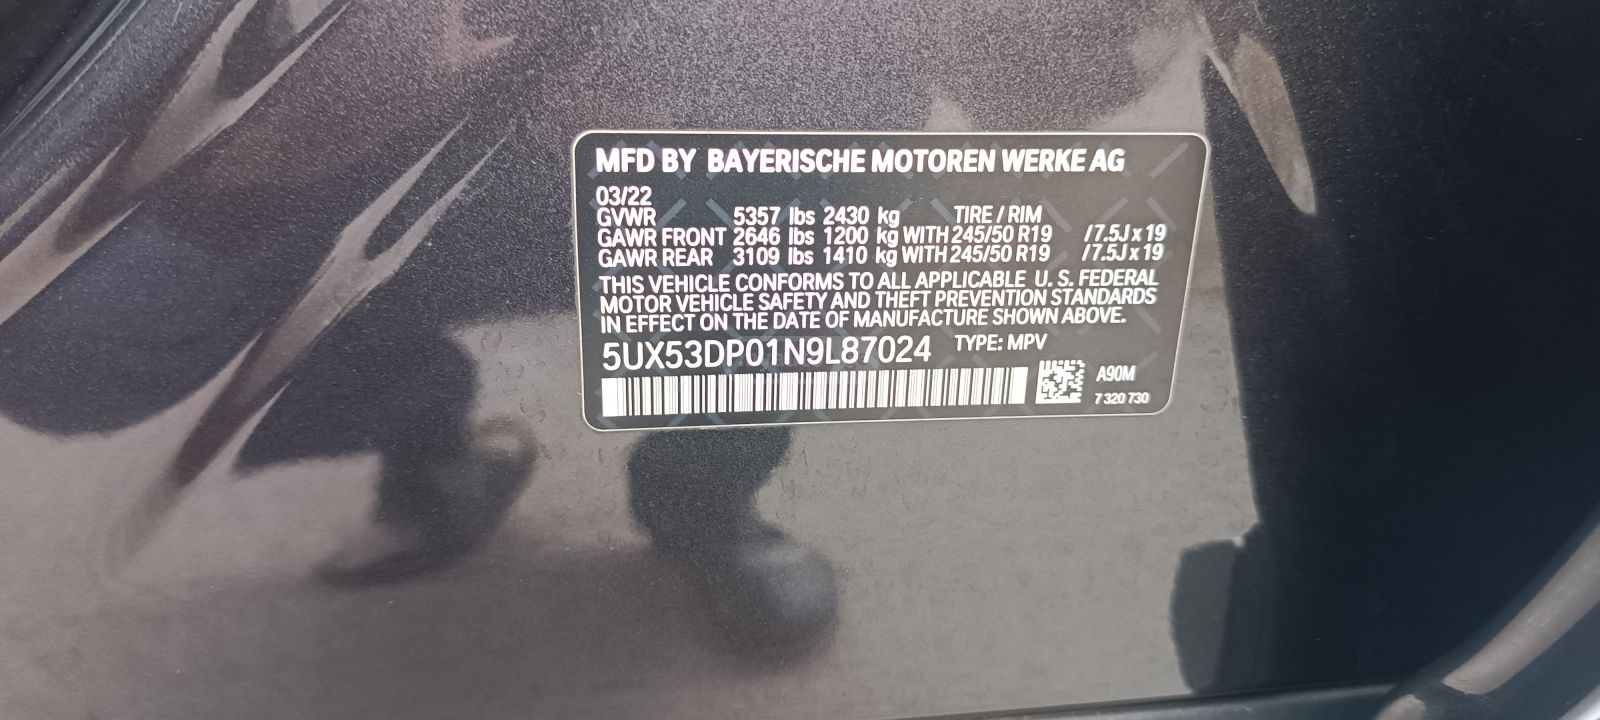 MFD BY BAYERISCHE MOTOREN WERKE AG
03/22
GVWR 5357 lbs 2430 kg TIRE / RIM
GAWR FRONT 2646 lbs 1200 kg WITH 245/50 R19 /7.5J x 19
GAWR REAR 3109 lbs 1410 kg WITH 245/50 R19 /7.5J x 19
THIS VEHICLE CONFORMS TO ALL APPLICABLE U. S. FEDERAL
MOTOR VEHICLE SAFETY AND THEFT PREVENTION STANDARDS
IN EFFECT ON THE DATE OF MANUFACTURE SHOWN ABOVE.
5UX53DP01N9L87024 TYPE: MPV
A90M
7 320 730